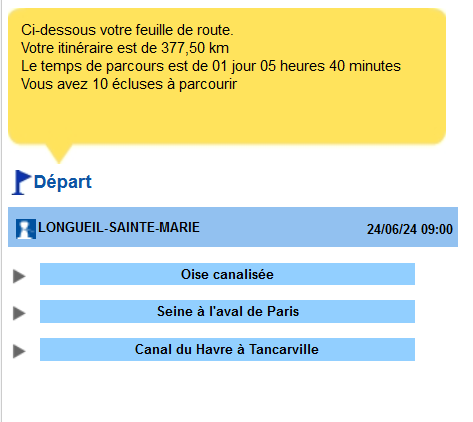 Ci-dessous votre feuille de route.
Votre itinéraire est de 377,50 km
Le temps de parcours est de 01 jour 05 heures 40 minutes
Vous avez 10 écluses à parcourir
Départ
LONGUEIL-SAINTE-MARIE 24/06/24 09:00
Oise canalisée
Seine à l'aval de Paris
Canal du Havre à Tancarville